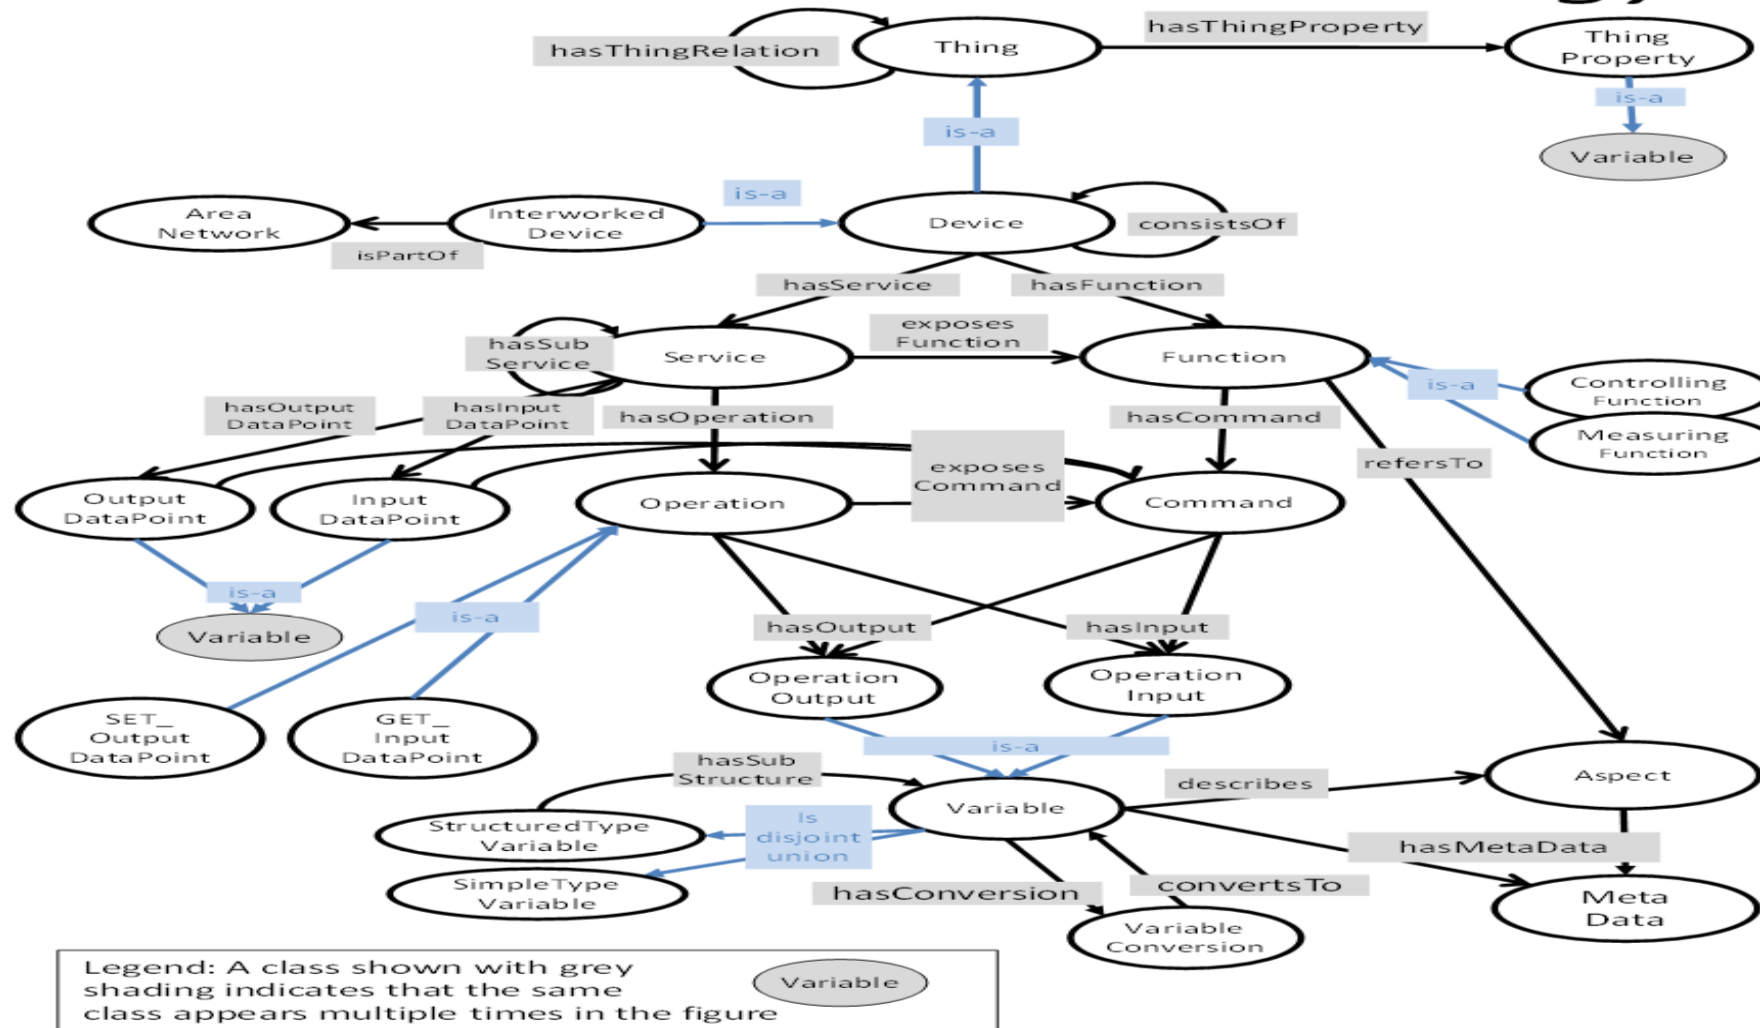 hasThingProperty
hasThingRelation
Thing
Thing
Property
is-a
is-a
Variable
is-a
Area
Network
Interworked
Device
Device
consistsOf
isPartOf
hasService
hasFunction
exposes
Function
hasSub
Service
Service
Function
is-a
Controlling
Function
Measuring
Function
hasOutput
DataPoint
hasInput
DataPoint
hasOperation
hasCommand
refersTo
exposes
Command
Output
DataPoint
Input
DataPoint
Operation
Command
is-a
is-a
Variable
hasOutput
hasInput
Operation
Output
Operation
Input
SET_
Output
DataPoint
GET_
Input
DataPoint
is-a
hasSub
Structure
describes
Aspect
Variable
StructuredType
Variable
Is
disjoint
union
hasMetaData
SimpleType
Variable
hasConversion
convertsTo
Meta
Data
Variable
Conversion
Legend: A class shown with grey
shading indicates that the same
class appears multiple times in the figure
Variable